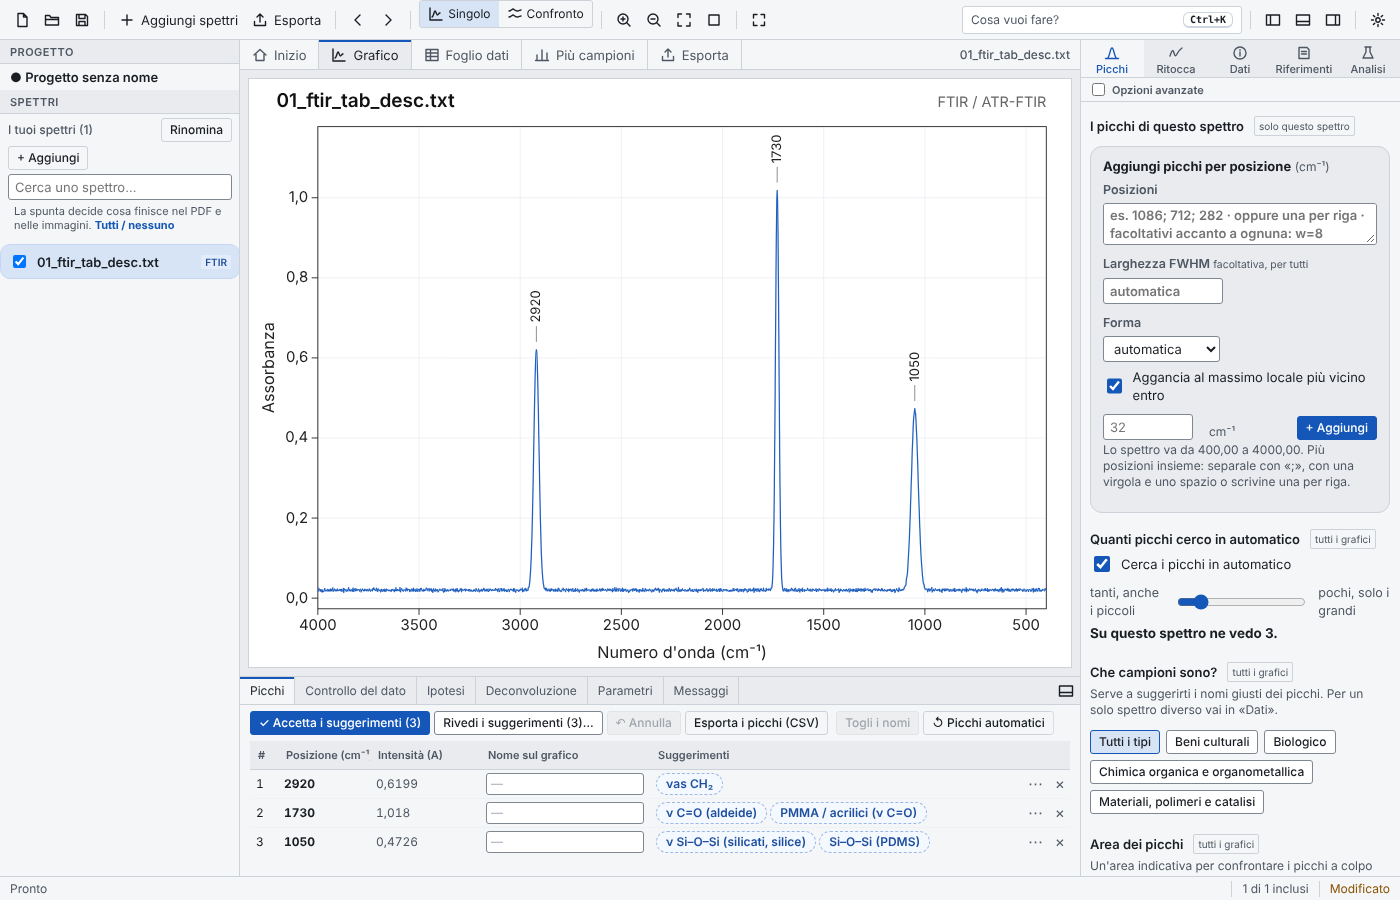 Aggiungi spettri
Esporta
Singolo
Confronto
Cosa vuoi fare?
Ctrl+K
PROGETTO
Progetto senza nome
SPETTRI
I tuoi spettri (1)
Rinomina
+ Aggiungi
Cerca uno spettro...
La spunta decide cosa finisce nel PDF e
nelle immagini. Tutti / nessuno
01_ftir_tab_desc.txt
FTIR
Inizio
Grafico
Foglio dati
Più campioni
Esporta
01_ftir_tab_desc.txt
01_ftir_tab_desc.txt
FTIR / ATR-FTIR
1730
2920
1050
1,0
0,8
0,6
0,4
0,2
0,0
Assorbanza
4000
3500
3000
2500
2000
1500
1000
500
Numero d'onda (cm⁻¹)
Picchi
Controllo del dato
Ipotesi
Deconvoluzione
Parametri
Messaggi
✓ Accetta i suggerimenti (3)
Rivedi i suggerimenti (3)...
↶ Annulla
Esporta i picchi (CSV)
Togli i nomi
↺ Picchi automatici
# Posizione (cm⁻¹ Intensità (A) Nome sul grafico Suggerimenti
1 2920 0,6199 — νas CH₂ ··· ×
2 1730 1,018 — ν C=O (aldeide) PMMA / acrilici (ν C=O) ··· ×
3 1050 0,4726 — ν Si–O–Si (silicati, silice) Si–O–Si (PDMS) ··· ×
Picchi
Ritocca
Dati
Riferimenti
Analisi
Opzioni avanzate
I picchi di questo spettro
solo questo spettro
Aggiungi picchi per posizione (cm⁻¹)
Posizioni
es. 1086; 712; 282 · oppure una per riga ·
facoltativi accanto a ognuna: w=8
Larghezza FWHM facoltativa, per tutti
automatica
Forma
automatica
Aggancia al massimo locale più vicino
entro
32
cm⁻¹
+ Aggiungi
Lo spettro va da 400,00 a 4000,00. Più
posizioni insieme: separale con «;», con una
virgola e uno spazio o scrivine una per riga.
Quanti picchi cerco in automatico
tutti i grafici
Cerca i picchi in automatico
tanti, anche
i piccoli
pochi, solo i
grandi
Su questo spettro ne vedo 3.
Che campioni sono?
tutti i grafici
Serve a suggerirti i nomi giusti dei picchi. Per un
solo spettro diverso vai in «Dati».
Tutti i tipi
Beni culturali
Biologico
Chimica organica e organometallica
Materiali, polimeri e catalisi
Area dei picchi
tutti i grafici
Un'area indicativa per confrontare i picchi a colpo
Pronto
1 di 1 inclusi
Modificato